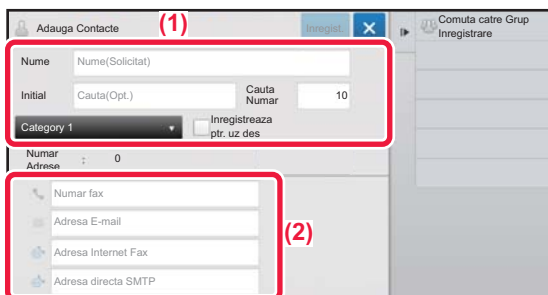 Adauga Contacte
(1)
Inregist.
Comuta catre Grup
Inregistrare
Nume
Nume(Solicitat)
Initial
Cauta(Opt.)
Cauta
Numar
10
Category 1
Inregistreaza
ptr. uz des
Numar
Adrese
:
0
Numar fax
Adresa E-mail
(2)
Adresa Internet Fax
Adresa directa SMTP